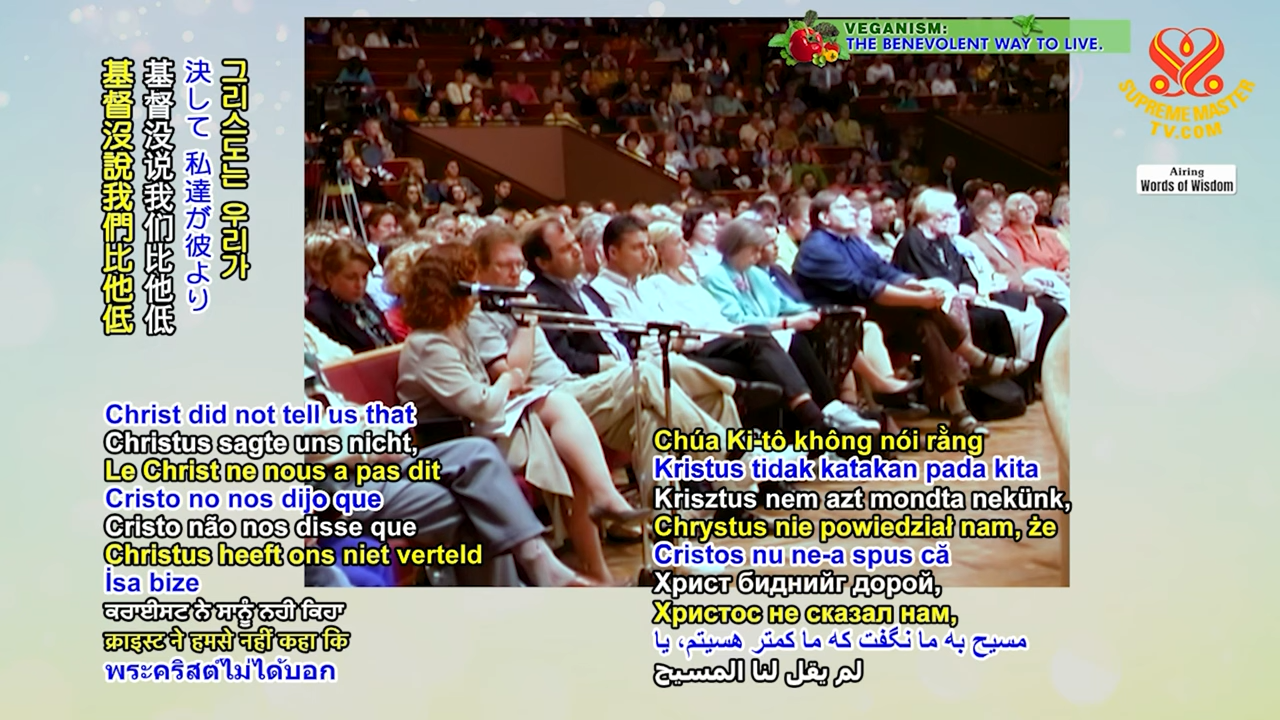 VEGANISM:
THE BENEVOLENT WAY TO LIVE.
SUPREME MASTER
TV.COM
Airing
Words of Wisdom
그리스도는 우리가
決して 私達が彼より
基督没说我们比他低
基督沒說我們比他低
Christ did not tell us that
Christus sagte uns nicht,
Le Christ ne nous a pas dit
Cristo no nos dijo que
Cristo não nos disse que
Christus heeft ons niet verteld
İsa bize
ਕਰਾਈਸਟ ਨੇ ਸਾਨੂੰ ਨਹੀ ਕਿਹਾ
क्राइस्ट ने हमसे नहीं कहा कि
พระคริสต์ไม่ได้บอก
Chúa Ki-tô không nói rằng
Kristus tidak katakan pada kita
Krisztus nem azt mondta nekünk,
Chrystus nie powiedział nam, że
Cristos nu ne-a spus că
Христ биднийг дорой,
Христос не сказал нам,
مسیح به ما نگفت که ما کمتر هسیتم، یا
لم يقل لنا المسيح